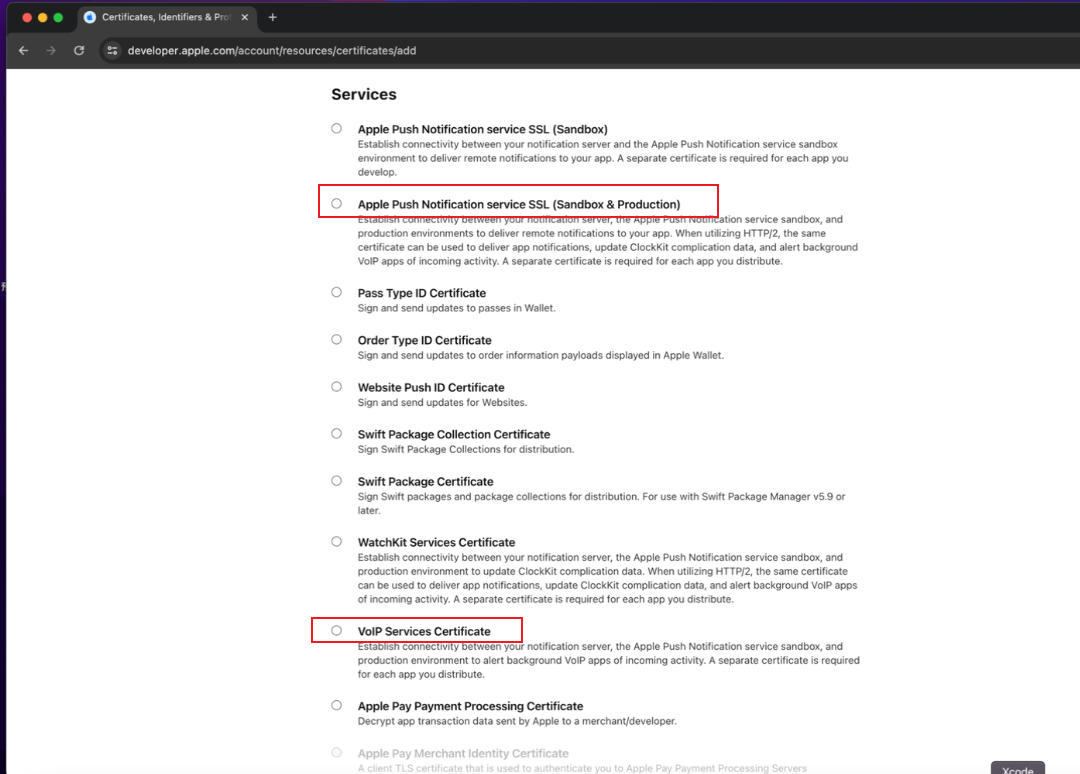 Certificates, Identifiers & Prof
developer.apple.com/account/resources/certificates/add
Services
Apple Push Notification service SSL (Sandbox)
Establish connectivity between your notification server and the Apple Push Notification service sandbox
environment to deliver remote notifications to your app. A separate certificate is required for each app you
develop.
Apple Push Notification service SSL (Sandbox & Production)
Establish connectivity between your notification server, the Apple Push Notification service sandbox, and
production environments to deliver remote notifications to your app. When utilizing HTTP/2, the same
certificate can be used to deliver app notifications, update ClockKit complication data, and alert background
VoIP apps of incoming activity. A separate certificate is required for each app you distribute.
Pass Type ID Certificate
Sign and send updates to passes in Wallet.
Order Type ID Certificate
Sign and send updates to order information payloads displayed in Apple Wallet.
Website Push ID Certificate
Sign and send updates for Websites.
Swift Package Collection Certificate
Sign Swift Package Collections for distribution.
Swift Package Certificate
Sign Swift packages and package collections for distribution. For use with Swift Package Manager v5.9 or
later.
WatchKit Services Certificate
Establish connectivity between your notification server, the Apple Push Notification service sandbox, and
production environment to update ClockKit complication data. When utilizing HTTP/2, the same certificate
can be used to deliver app notifications, update ClockKit complication data, and alert background VoIP apps
of incoming activity. A separate certificate is required for each app you distribute.
VoIP Services Certificate
Establish connectivity between your notification server, the Apple Push Notification service sandbox, and
production environment to alert background VoIP apps of incoming activity. A separate certificate is required
for each app you distribute.
Apple Pay Payment Processing Certificate
Decrypt app transaction data sent by Apple to a merchant/developer.
Apple Pay Merchant Identity Certificate
A client TLS certificate that is used to authenticate you to Apple Pay Payment Processing Servers
Xcode